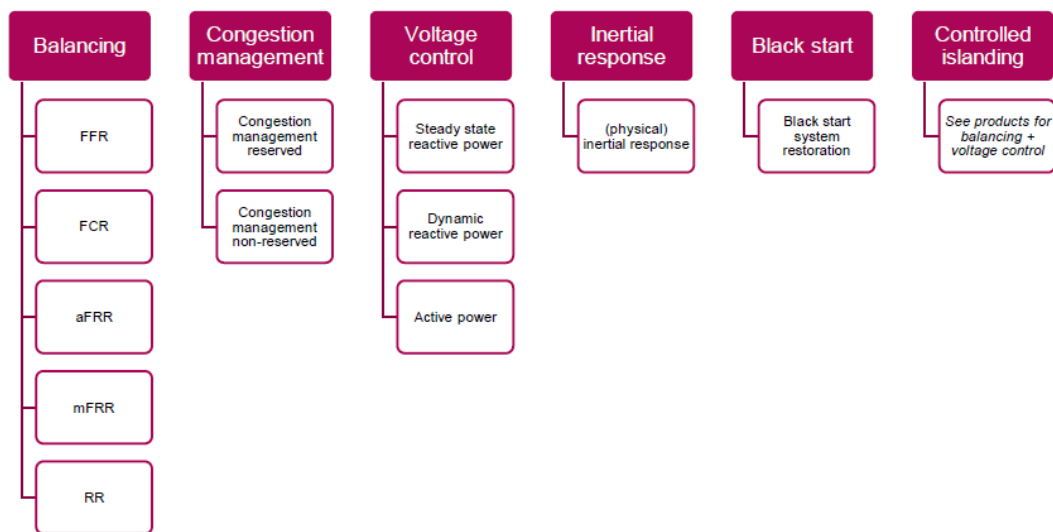 Balancing
FFR
FCR
aFRR
mFRR
RR
Congestion
management
Congestion
management
reserved
Congestion
management
non-reserved
Voltage
control
Steady state
reactive power
Dynamic
reactive power
Active power
Inertial
response
(physical)
inertial response
Black start
Black start
system
restoration
Controlled
islanding
See products for
balancing +
voltage control